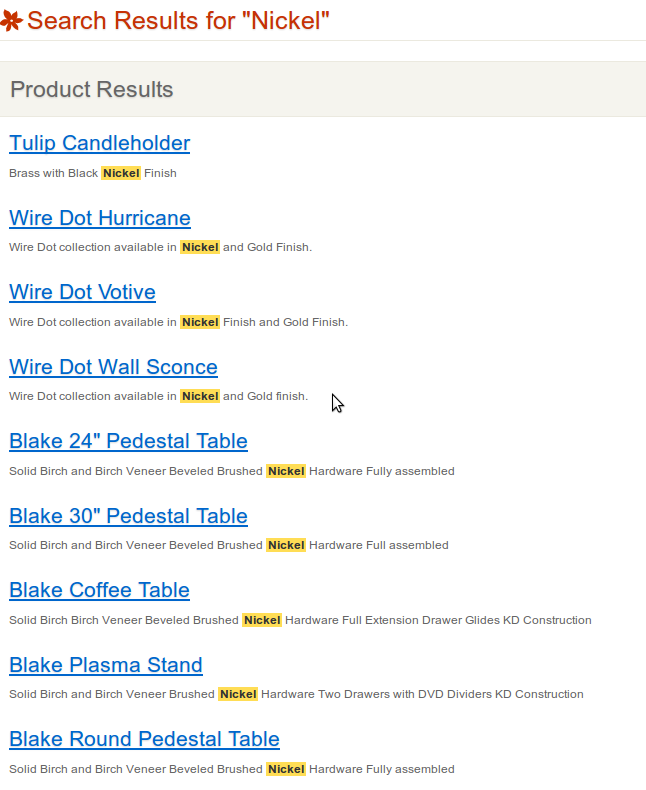 Search Results for "Nickel"
Product Results
Tulip Candleholder
Brass with Black Nickel Finish
Wire Dot Hurricane
Wire Dot collection available in Nickel and Gold Finish.
Wire Dot Votive
Wire Dot collection available in Nickel Finish and Gold Finish.
Wire Dot Wall Sconce
Wire Dot collection available in Nickel and Gold finish.
Blake 24" Pedestal Table
Solid Birch and Birch Veneer Beveled Brushed Nickel Hardware Fully assembled
Blake 30" Pedestal Table
Solid Birch and Birch Veneer Beveled Brushed Nickel Hardware Full assembled
Blake Coffee Table
Solid Birch Birch Veneer Beveled Brushed Nickel Hardware Full Extension Drawer Glides KD Construction
Blake Plasma Stand
Solid Birch and Birch Veneer Brushed Nickel Hardware Two Drawers with DVD Dividers KD Construction
Blake Round Pedestal Table
Solid Birch and Birch Veneer Beveled Brushed Nickel Hardware Fully assembled